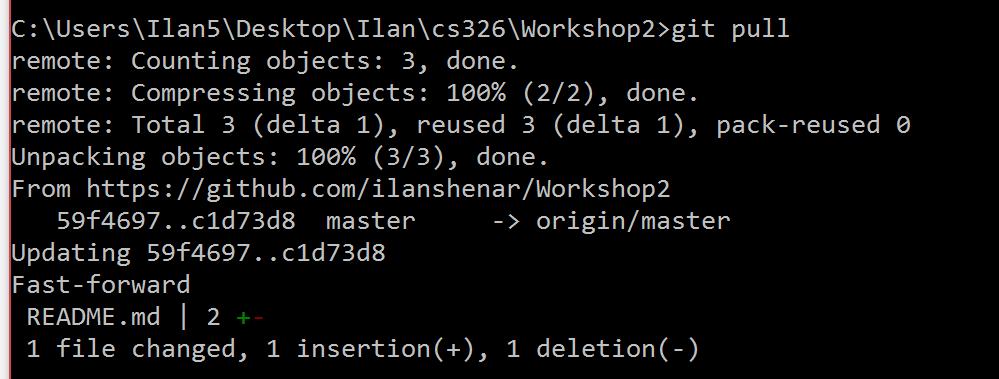 C:\Users\Ilan5\Desktop\Ilan\cs326\Workshop2>git pull
remote: Counting objects: 3, done.
remote: Compressing objects: 100% (2/2), done.
remote: Total 3 (delta 1), reused 3 (delta 1), pack-reused 0
Unpacking objects: 100% (3/3), done.
From https://github.com/ilanshenar/Workshop2
   59f4697..c1d73d8  master     -> origin/master
Updating 59f4697..c1d73d8
Fast-forward
 README.md | 2 +-
 1 file changed, 1 insertion(+), 1 deletion(-)